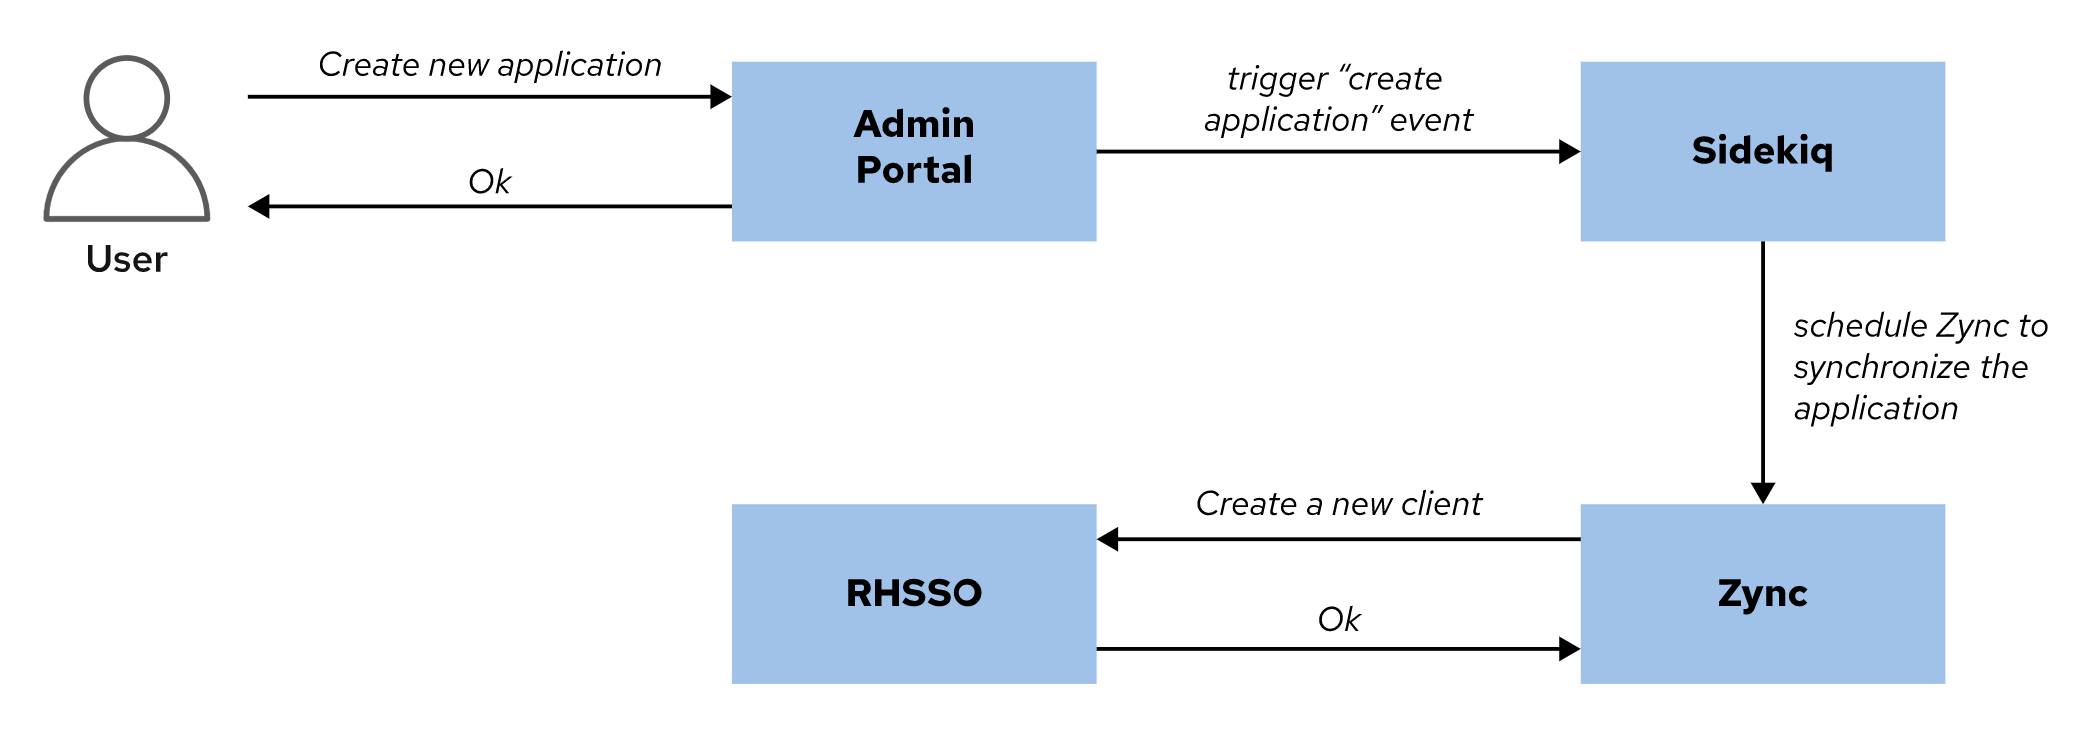 Create new application
Ok
User
Admin
Portal
trigger “create
application” event
Sidekiq
schedule Zync to
synchronize the
application
Create a new client
RHSSO
Ok
Zync